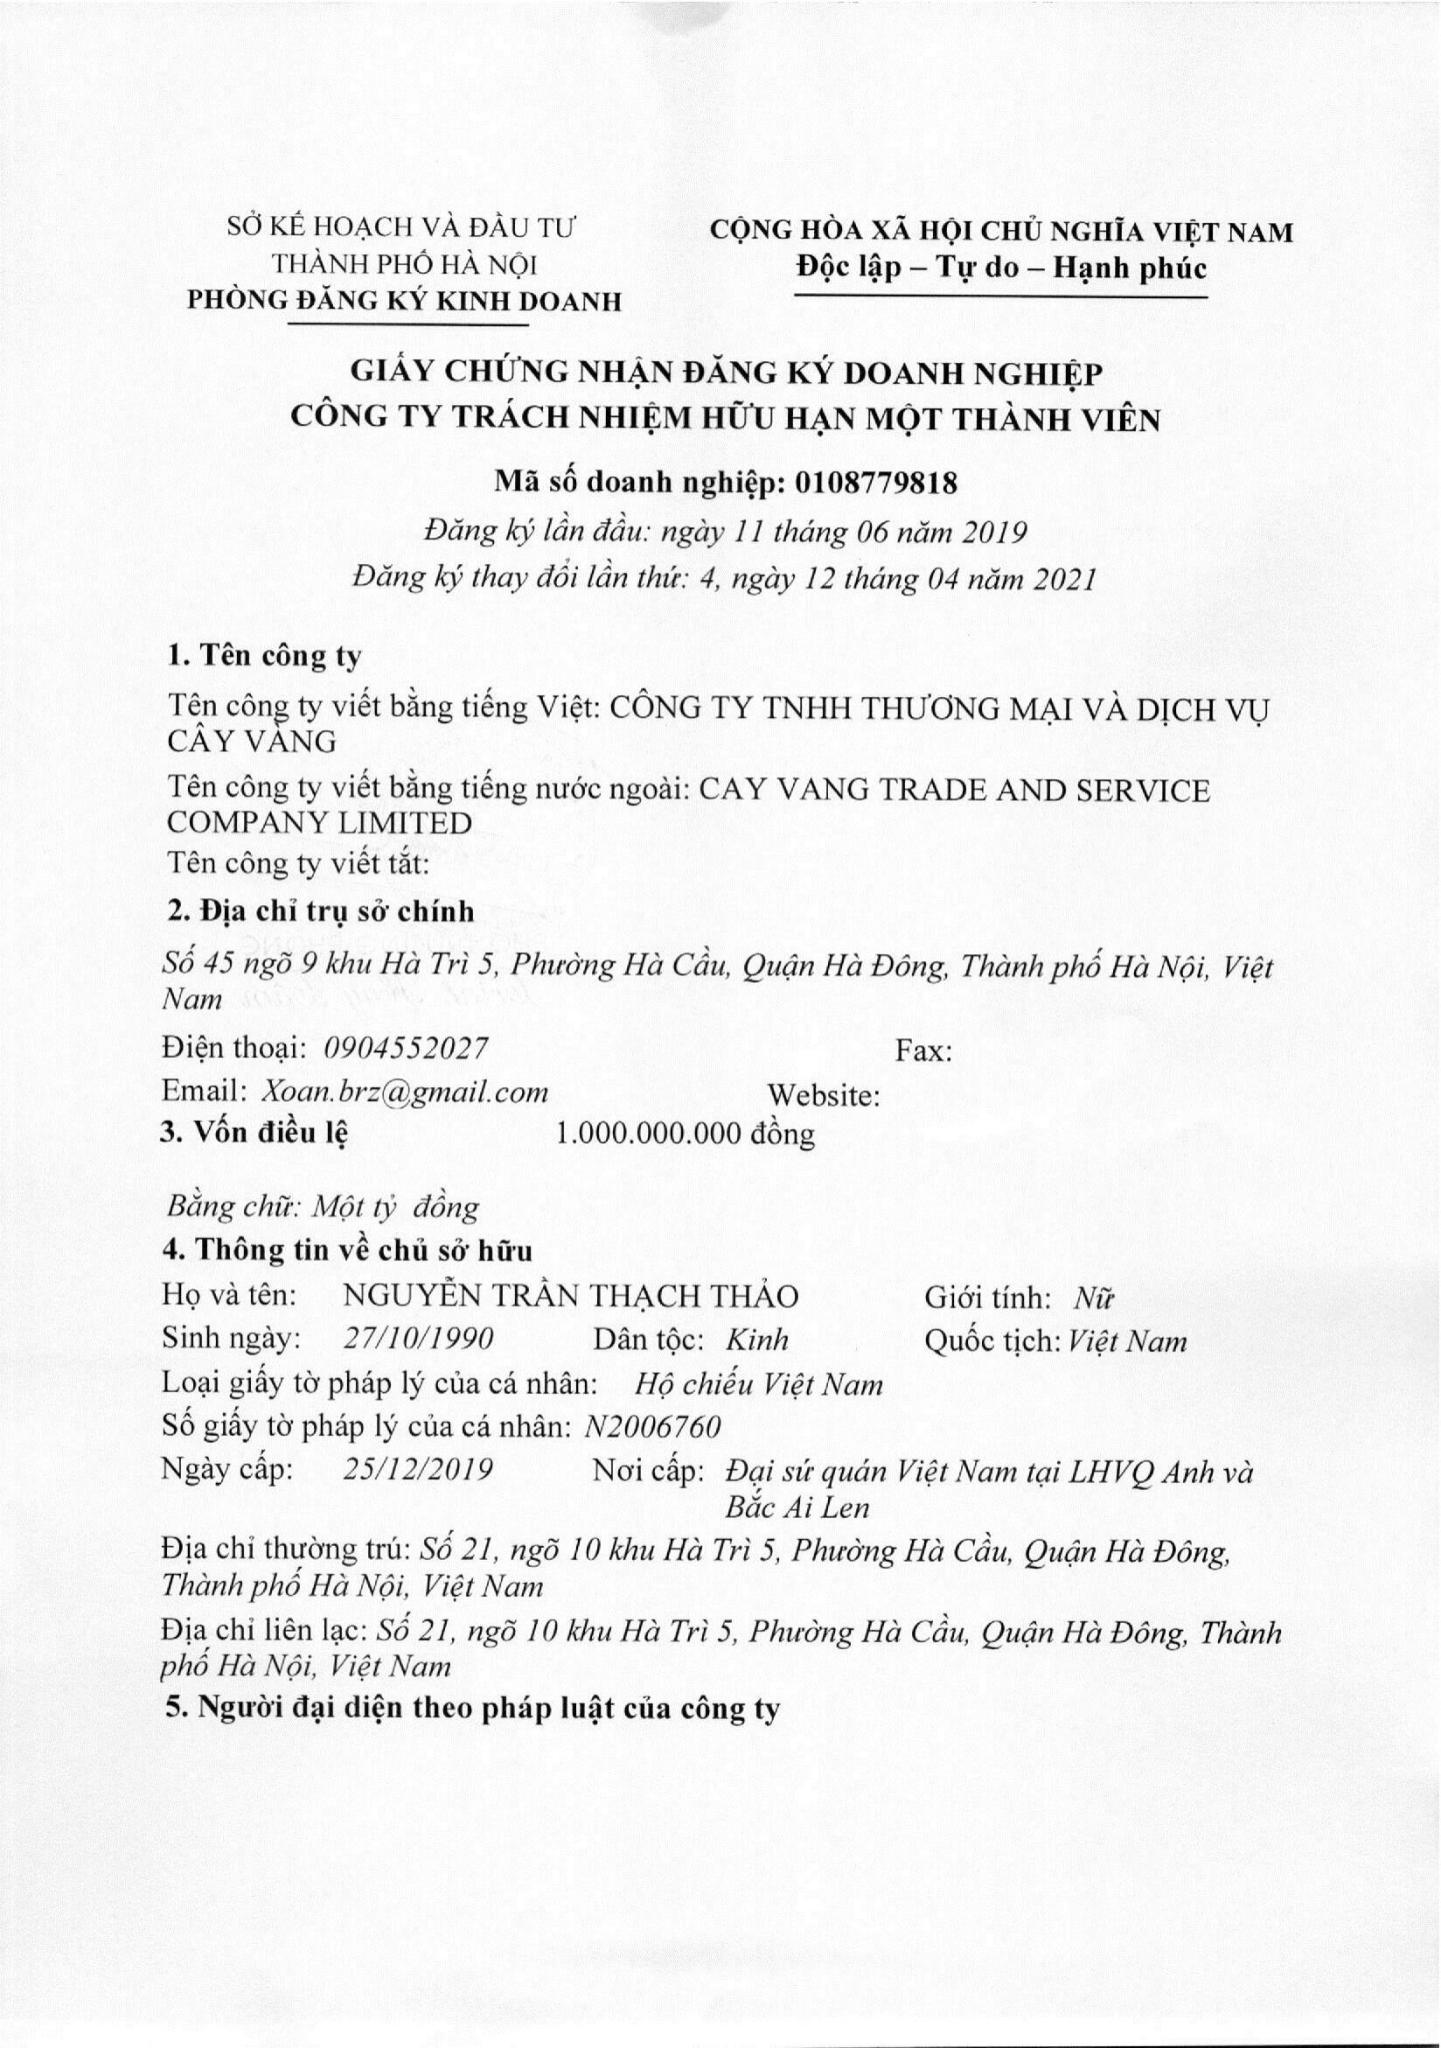 SỞ KẾ HOẠCH VÀ ĐẦU TƯ
THÀNH PHỐ HÀ NỘI
PHÒNG ĐĂNG KÝ KINH DOANH
CỘNG HÒA XÃ HỘI CHỦ NGHĨA VIỆT NAM
Độc lập – Tự do – Hạnh phúc
GIẤY CHỨNG NHẬN ĐĂNG KÝ DOANH NGHIỆP
CÔNG TY TRÁCH NHIỆM HỮU HẠN MỘT THÀNH VIÊN
Mã số doanh nghiệp: 0108779818
Đăng ký lần đầu: ngày 11 tháng 06 năm 2019
Đăng ký thay đổi lần thứ: 4, ngày 12 tháng 04 năm 2021
1. Tên công ty
Tên công ty viết bằng tiếng Việt: CÔNG TY TNHH THƯƠNG MẠI VÀ DỊCH VỤ
CÂY VÀNG
Tên công ty viết bằng tiếng nước ngoài: CAY VANG TRADE AND SERVICE
COMPANY LIMITED
Tên công ty viết tắt:
2. Địa chỉ trụ sở chính
Số 45 ngõ 9 khu Hà Trì 5, Phường Hà Cầu, Quận Hà Đông, Thành phố Hà Nội, Việt
Nam
Điện thoại: 0904552027 Fax:
Email: Xoan.brz@gmail.com Website:
3. Vốn điều lệ 1.000.000.000 đồng
Bằng chữ: Một tỷ đồng
4. Thông tin về chủ sở hữu
Họ và tên: NGUYỄN TRẦN THẠCH THẢO Giới tính: Nữ
Sinh ngày: 27/10/1990 Dân tộc: Kinh Quốc tịch: Việt Nam
Loại giấy tờ pháp lý của cá nhân: Hộ chiếu Việt Nam
Số giấy tờ pháp lý của cá nhân: N2006760
Ngày cấp: 25/12/2019 Nơi cấp: Đại sứ quán Việt Nam tại LHVQ Anh và
Bắc Ai Len
Địa chỉ thường trú: Số 21, ngõ 10 khu Hà Trì 5, Phường Hà Cầu, Quận Hà Đông,
Thành phố Hà Nội, Việt Nam
Địa chỉ liên lạc: Số 21, ngõ 10 khu Hà Trì 5, Phường Hà Cầu, Quận Hà Đông, Thành
phố Hà Nội, Việt Nam
5. Người đại diện theo pháp luật của công ty